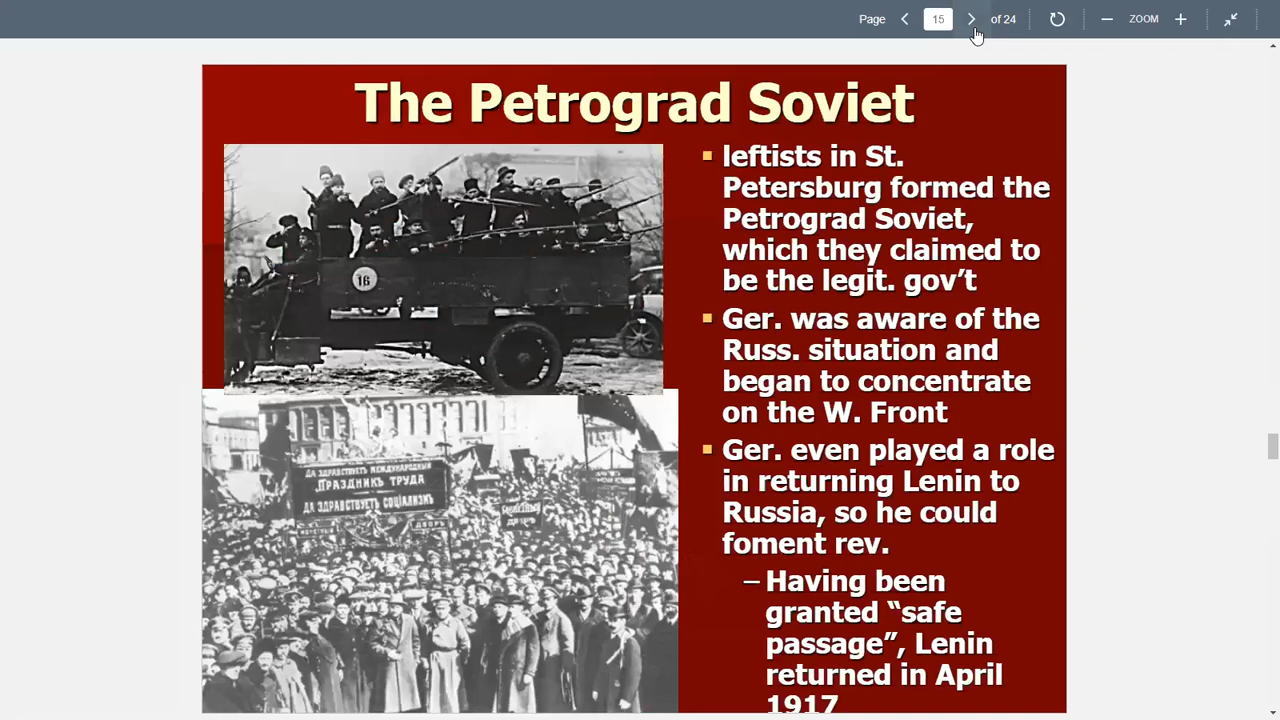 Page 15 of 24 ZOOM
The Petrograd Soviet
leftists in St.
Petersburg formed the
Petrograd Soviet,
which they claimed to
be the legit. gov’t
Ger. was aware of the
Russ. situation and
began to concentrate
on the W. Front
Ger. even played a role
in returning Lenin to
Russia, so he could
foment rev.
– Having been
granted “safe
passage”, Lenin
returned in April
1917
16
ДА ЗДРАВСТВУЕТЪ МЕЖДУНАРОДНЫЙ
ПРАЗДНИКЪ ТРУДА
ДА ЗДРАВСТВУЕТЪ СОЦІАЛИЗМЪ